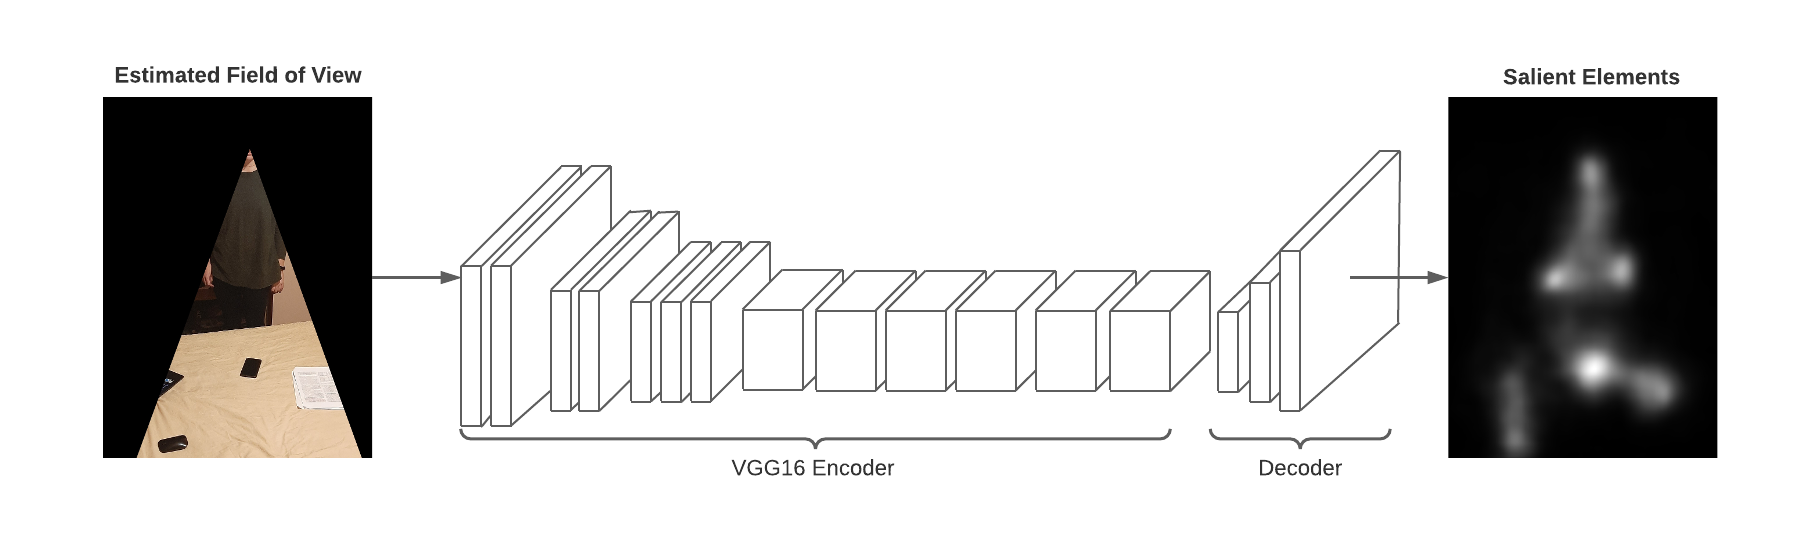 Estimated Field of View
Salient Elements
VGG16 Encoder
Decoder